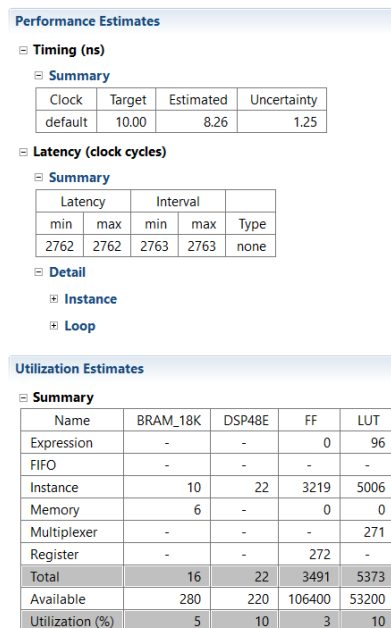 Performance Estimates
Timing (ns)
Summary
Clock Target Estimated Uncertainty
default 10.00 8.26 1.25
Latency (clock cycles)
Summary
Latency Interval
min max min max Type
2762 2762 2763 2763 none
Detail
Instance
Loop
Utilization Estimates
Summary
Name BRAM_18K DSP48E FF LUT
Expression - - 0 96
FIFO - - - -
Instance 10 22 3219 5006
Memory 6 - 0 0
Multiplexer - - - 271
Register - - 272 -
Total 16 22 3491 5373
Available 280 220 106400 53200
Utilization (%) 5 10 3 10